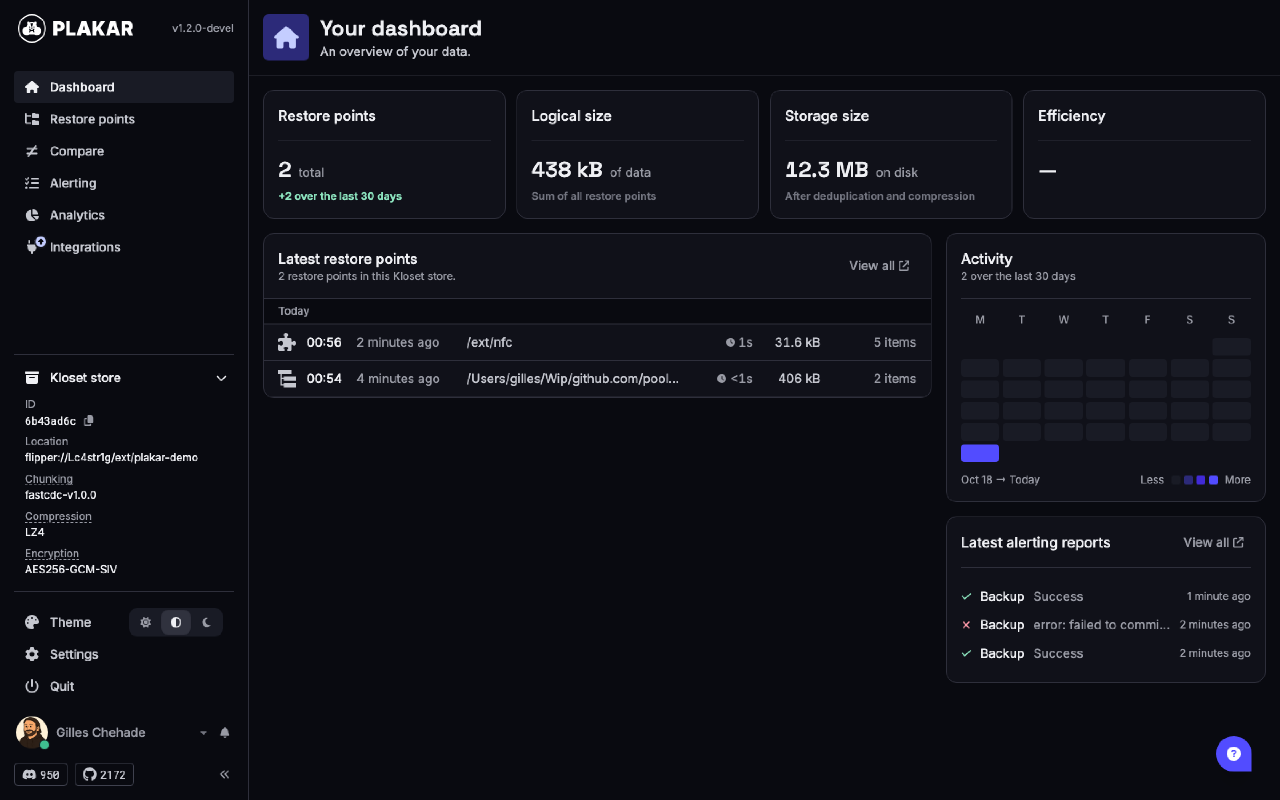 PLAKAR
v1.2.0-devel
Dashboard
Restore points
Compare
Alerting
Analytics
Integrations
Kloset store
ID
6b43ad6c
Location
flipper://Lc4str1g/ext/plakar-demo
Chunking
fastcdc-v1.0.0
Compression
LZ4
Encryption
AES256-GCM-SIV
Theme
Settings
Quit
Gilles Chehade
950
2172
Your dashboard
An overview of your data.
Restore points
2 total
+2 over the last 30 days
Logical size
438 kB of data
Sum of all restore points
Storage size
12.3 MB on disk
After deduplication and compression
Efficiency
—
Latest restore points
2 restore points in this Kloset store.
View all
Today
00:56 2 minutes ago /ext/nfc 1s 31.6 kB 5 items
00:54 4 minutes ago /Users/gilles/Wip/github.com/pool... <1s 406 kB 2 items
Activity
2 over the last 30 days
M T W T F S S
Oct 18 → Today
Less More
Latest alerting reports
View all
Backup Success 1 minute ago
Backup error: failed to commi... 2 minutes ago
Backup Success 2 minutes ago
?